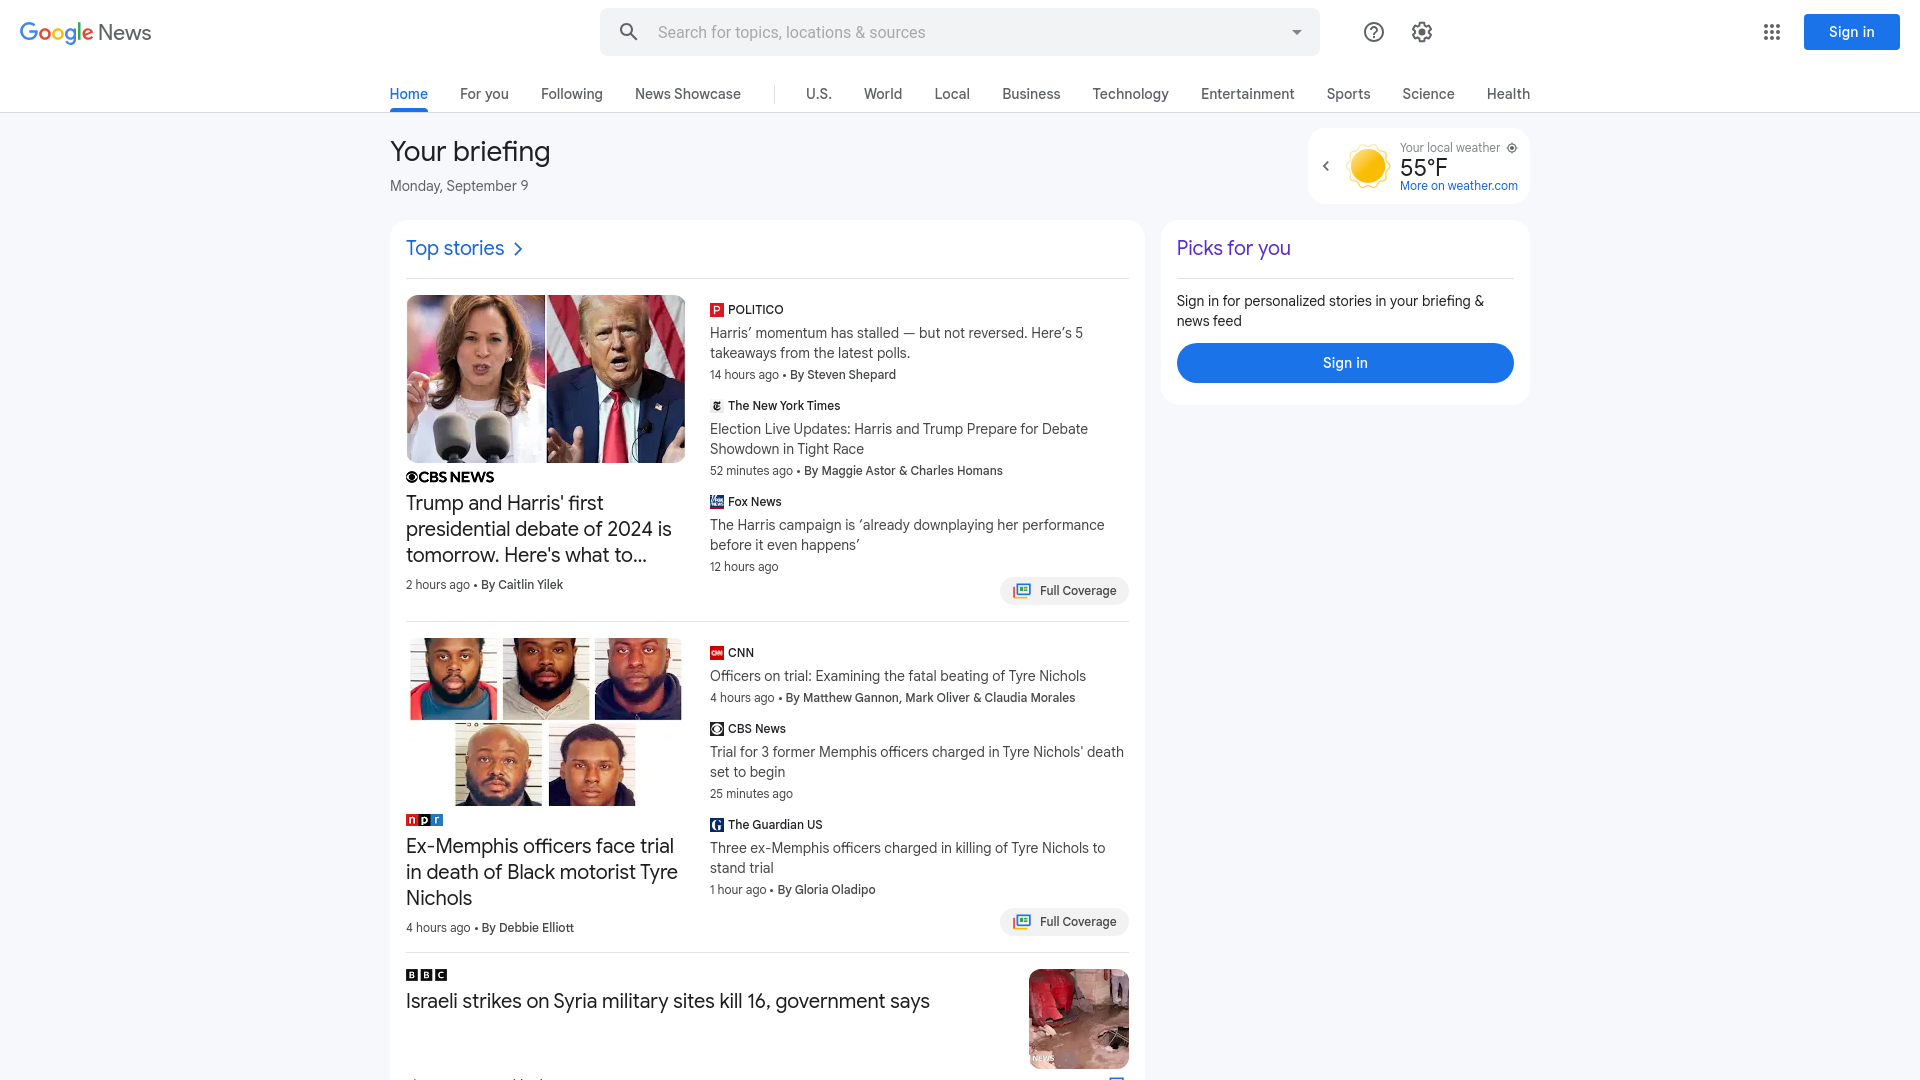 Google News
Search for topics, locations & sources
Sign in
Home
For you
Following
News Showcase
U.S.
World
Local
Business
Technology
Entertainment
Sports
Science
Health
Your briefing
Monday, September 9
Your local weather
55°F
More on weather.com
Top stories
CBS NEWS
Trump and Harris' first
presidential debate of 2024 is
tomorrow. Here's what to...
2 hours ago • By Caitlin Yilek
POLITICO
Harris’ momentum has stalled — but not reversed. Here’s 5
takeaways from the latest polls.
14 hours ago • By Steven Shepard
The New York Times
Election Live Updates: Harris and Trump Prepare for Debate
Showdown in Tight Race
52 minutes ago • By Maggie Astor & Charles Homans
Fox News
The Harris campaign is ‘already downplaying her performance
before it even happens’
12 hours ago
Full Coverage
npr
Ex-Memphis officers face trial
in death of Black motorist Tyre
Nichols
4 hours ago • By Debbie Elliott
CNN
Officers on trial: Examining the fatal beating of Tyre Nichols
4 hours ago • By Matthew Gannon, Mark Oliver & Claudia Morales
CBS News
Trial for 3 former Memphis officers charged in Tyre Nichols' death
set to begin
25 minutes ago
The Guardian US
Three ex-Memphis officers charged in killing of Tyre Nichols to
stand trial
1 hour ago • By Gloria Oladipo
Full Coverage
BBC
Israeli strikes on Syria military sites kill 16, government says
NEWS
Picks for you
Sign in for personalized stories in your briefing &
news feed
Sign in